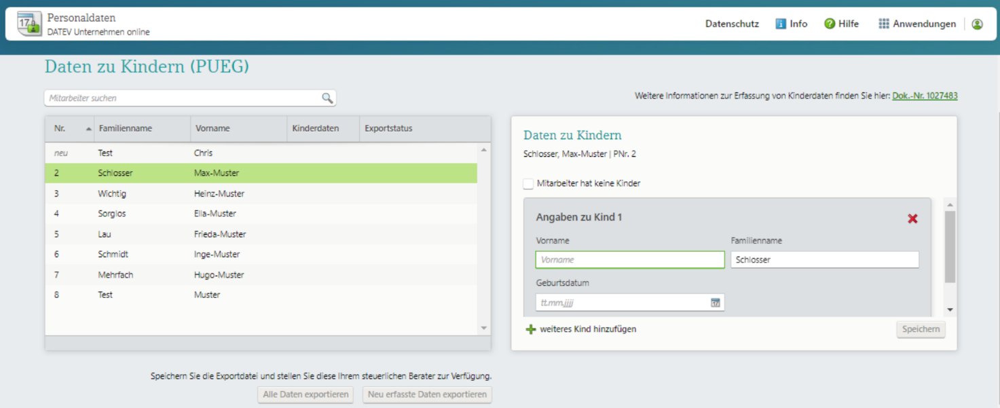 Personaldaten
DATEV Unternehmen online
Datenschutz Info Hilfe Anwendungen
Daten zu Kindern (PUEG)
Mitarbeiter suchen
Weitere Informationen zur Erfassung von Kinderdaten finden Sie hier: Dok.-Nr. 1027483
Nr. Familienname Vorname Kinderdaten Exportstatus
neu Test Chris
2 Schlosser Max-Muster
3 Wichtig Heinz-Muster
4 Sorglos Ella-Muster
5 Lau Frieda-Muster
6 Schmidt Inge-Muster
7 Mehrfach Hugo-Muster
8 Test Muster
Daten zu Kindern
Schlosser, Max-Muster | PNr. 2
Mitarbeiter hat keine Kinder
Angaben zu Kind 1
Vorname Familienname
Vorname Schlosser
Geburtsdatum
tt.mm.jjjj
weiteres Kind hinzufügen Speichern
Speichern Sie die Exportdatei und stellen Sie diese Ihrem steuerlichen Berater zur Verfügung.
Alle Daten exportieren Neu erfasste Daten exportieren